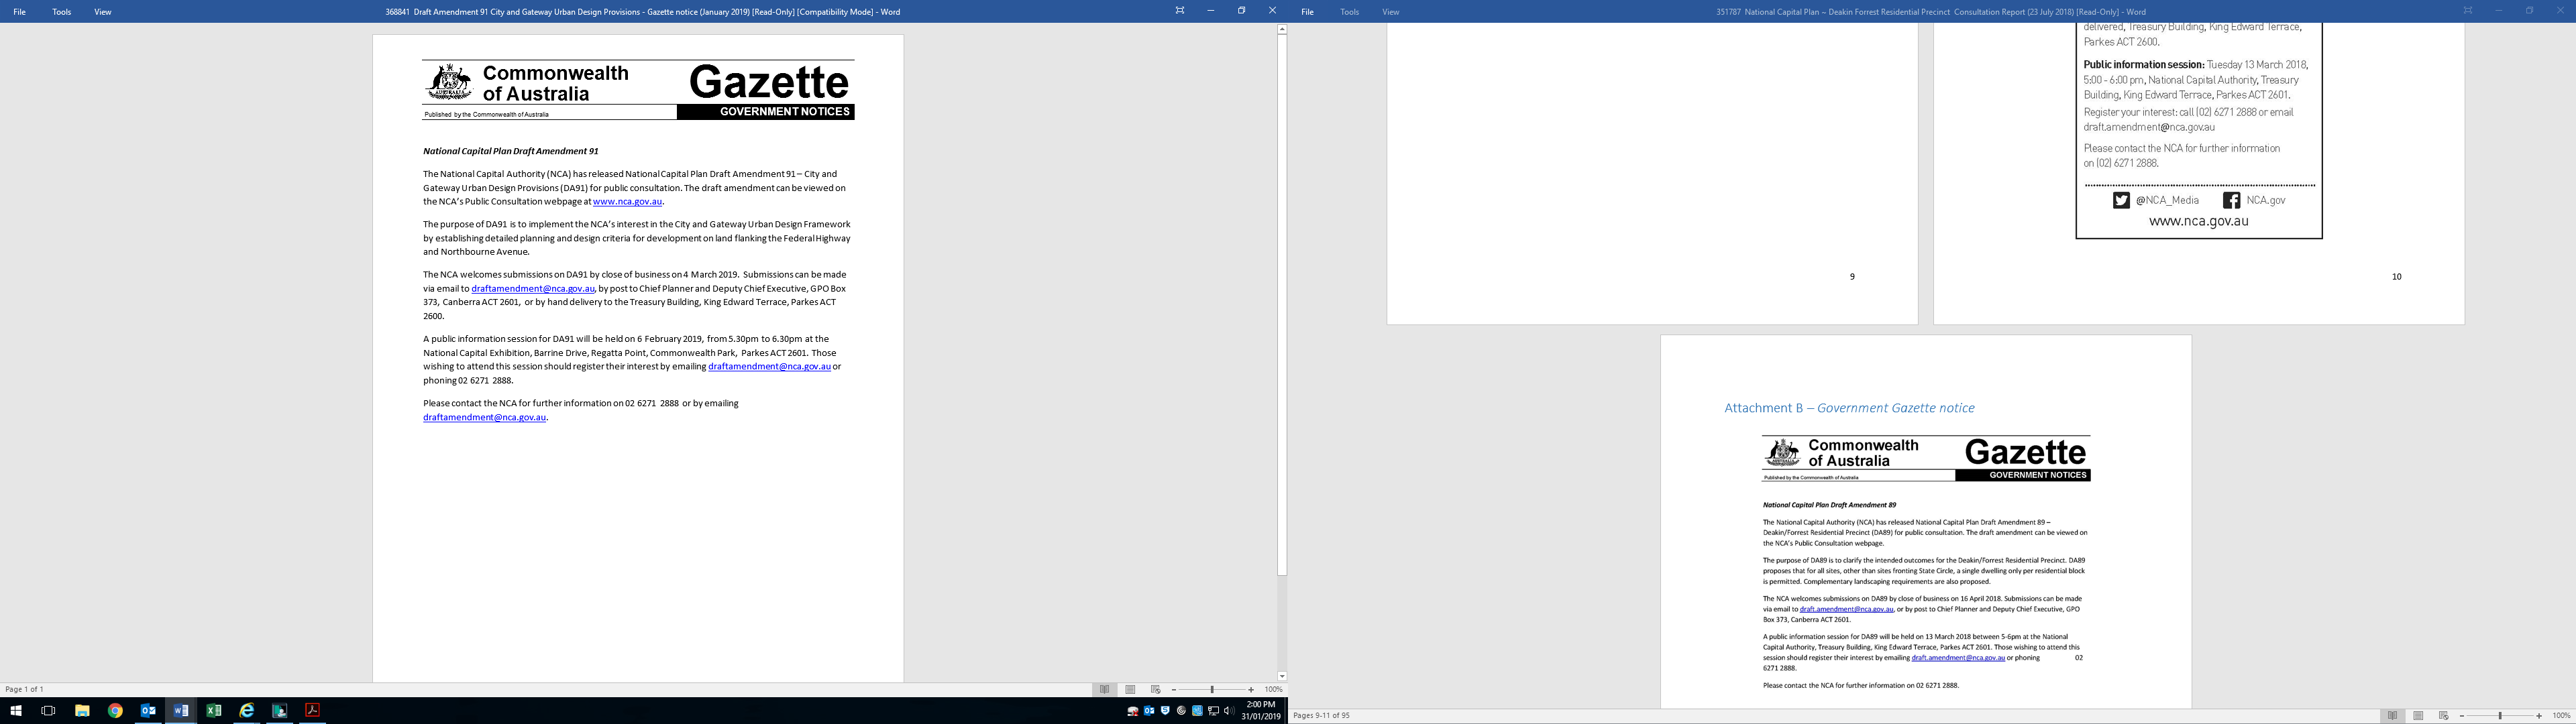 File Tools View 368841 Draft Amendment 91 City and Gateway Urban Design Provisions - Gazette notice (January 2019) [Read-Only] [Compatibility Mode] - Word
Commonwealth
of Australia
Gazette
Published by the Commonwealth of Australia
GOVERNMENT NOTICES
National Capital Plan Draft Amendment 91
The National Capital Authority (NCA) has released National Capital Plan Draft Amendment 91 – City and
Gateway Urban Design Provisions (DA91) for public consultation. The draft amendment can be viewed on
the NCA's Public Consultation webpage at www.nca.gov.au.
The purpose of DA91 is to implement the NCA's interest in the City and Gateway Urban Design Framework
by establishing detailed planning and design criteria for development on land flanking the Federal Highway
and Northbourne Avenue.
The NCA welcomes submissions on DA91 by close of business on 4 March 2019. Submissions can be made
via email to draftamendment@nca.gov.au, by post to Chief Planner and Deputy Chief Executive, GPO Box
373, Canberra ACT 2601, or by hand delivery to the Treasury Building, King Edward Terrace, Parkes ACT
2600.
A public information session for DA91 will be held on 6 February 2019, from 5.30pm to 6.30pm at the
National Capital Exhibition, Barrine Drive, Regatta Point, Commonwealth Park, Parkes ACT 2601. Those
wishing to attend this session should register their interest by emailing draftamendment@nca.gov.au or
phoning 02 6271 2888.
Please contact the NCA for further information on 02 6271 2888 or by emailing
draftamendment@nca.gov.au.
Page 1 of 1
100%
2:00 PM
31/01/2019
File Tools View 351787 National Capital Plan ~ Deakin Forrest Residential Precinct Consultation Report (23 July 2018) [Read-Only] - Word
delivered, Treasury Building, King Edward Terrace,
Parkes ACT 2600.
Public information session: Tuesday 13 March 2018,
5:00 - 6:00 pm, National Capital Authority, Treasury
Building, King Edward Terrace, Parkes ACT 2601.
Register your interest: call (02) 6271 2888 or email
draft.amendment@nca.gov.au
Please contact the NCA for further information
on (02) 6271 2888.
@NCA_Media NCA.gov
www.nca.gov.au
9
10
Attachment B – Government Gazette notice
Commonwealth
of Australia
Gazette
Published by the Commonwealth of Australia
GOVERNMENT NOTICES
National Capital Plan Draft Amendment 89
The National Capital Authority (NCA) has released National Capital Plan Draft Amendment 89 –
Deakin/Forrest Residential Precinct (DA89) for public consultation. The draft amendment can be viewed on
the NCA's Public Consultation webpage.
The purpose of DA89 is to clarify the intended outcomes for the Deakin/Forrest Residential Precinct. DA89
proposes that for all sites, other than sites fronting State Circle, a single dwelling only per residential block
is permitted. Complementary landscaping requirements are also proposed.
The NCA welcomes submissions on DA89 by close of business on 16 April 2018. Submissions can be made
via email to draft.amendment@nca.gov.au, or by post to Chief Planner and Deputy Chief Executive, GPO
Box 373, Canberra ACT 2601.
A public information session for DA89 will be held on 13 March 2018 between 5-6pm at the National
Capital Authority, Treasury Building, King Edward Terrace, Parkes ACT 2601. Those wishing to attend this
session should register their interest by emailing draft.amendment@nca.gov.au or phoning 02
6271 2888.
Please contact the NCA for further information on 02 6271 2888.
Pages 9-11 of 95
100%